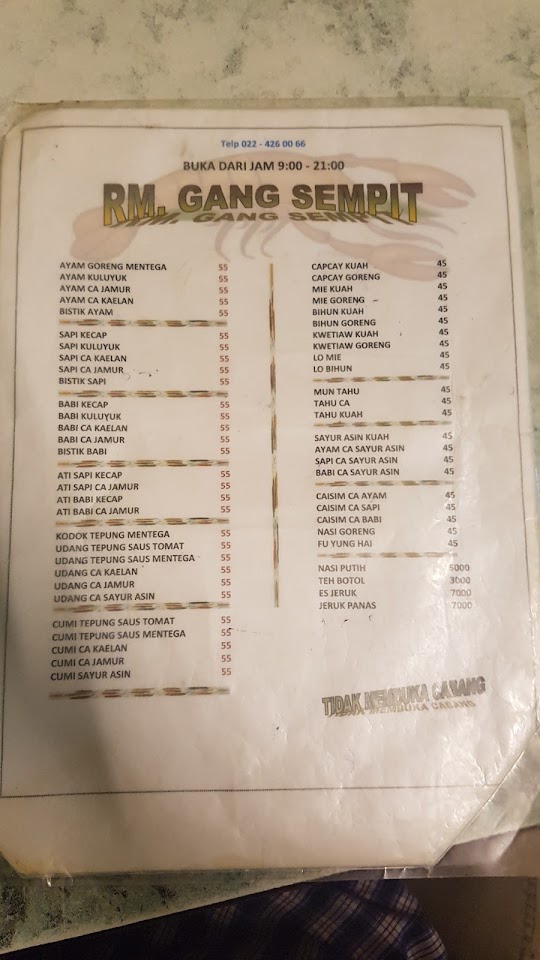 Telp 022 - 426 00 66
BUKA DARI JAM 9:00 - 21:00
RM. GANG SEMPIT
AYAM GORENG MENTEGA 55
AYAM KULUYUK 55
AYAM CA JAMUR 55
AYAM CA KAELAN 55
BISTIK AYAM 55
SAPI KECAP 55
SAPI KULUYUK 55
SAPI CA KAELAN 55
SAPI CA JAMUR 55
BISTIK SAPI 55
BABI KECAP 55
BABI KULUYUK 55
BABI CA KAELAN 55
BABI CA JAMUR 55
BISTIK BABI 55
ATI SAPI KECAP 55
ATI SAPI CA JAMUR 55
ATI BABI KECAP 55
ATI BABI CA JAMUR 55
KODOK TEPUNG MENTEGA 55
UDANG TEPUNG SAUS TOMAT 55
UDANG TEPUNG SAUS MENTEGA 55
UDANG CA KAELAN 55
UDANG CA JAMUR 55
UDANG CA SAYUR ASIN 55
CUMI TEPUNG SAUS TOMAT 55
CUMI TEPUNG SAUS MENTEGA 55
CUMI CA KAELAN 55
CUMI CA JAMUR 55
CUMI SAYUR ASIN 55
CAPCAY KUAH 45
CAPCAY GORENG 45
MIE KUAH 45
MIE GORENG 45
BIHUN KUAH 45
BIHUN GORENG 45
KWETIAW KUAH 45
KWETIAW GORENG 45
LO MIE 45
LO BIHUN 45
MUN TAHU 45
TAHU CA 45
TAHU KUAH 45
SAYUR ASIN KUAH 45
AYAM CA SAYUR ASIN 45
SAPI CA SAYUR ASIN 45
BABI CA SAYUR ASIN 45
CAISIM CA AYAM 45
CAISIM CA SAPI 45
CAISIM CA BABI 45
NASI GORENG 45
FU YUNG HAI 45
NASI PUTIH 5000
TEH BOTOL 3000
ES JERUK 7000
JERUK PANAS 7000
TIDAK MEMBUKA CABANG